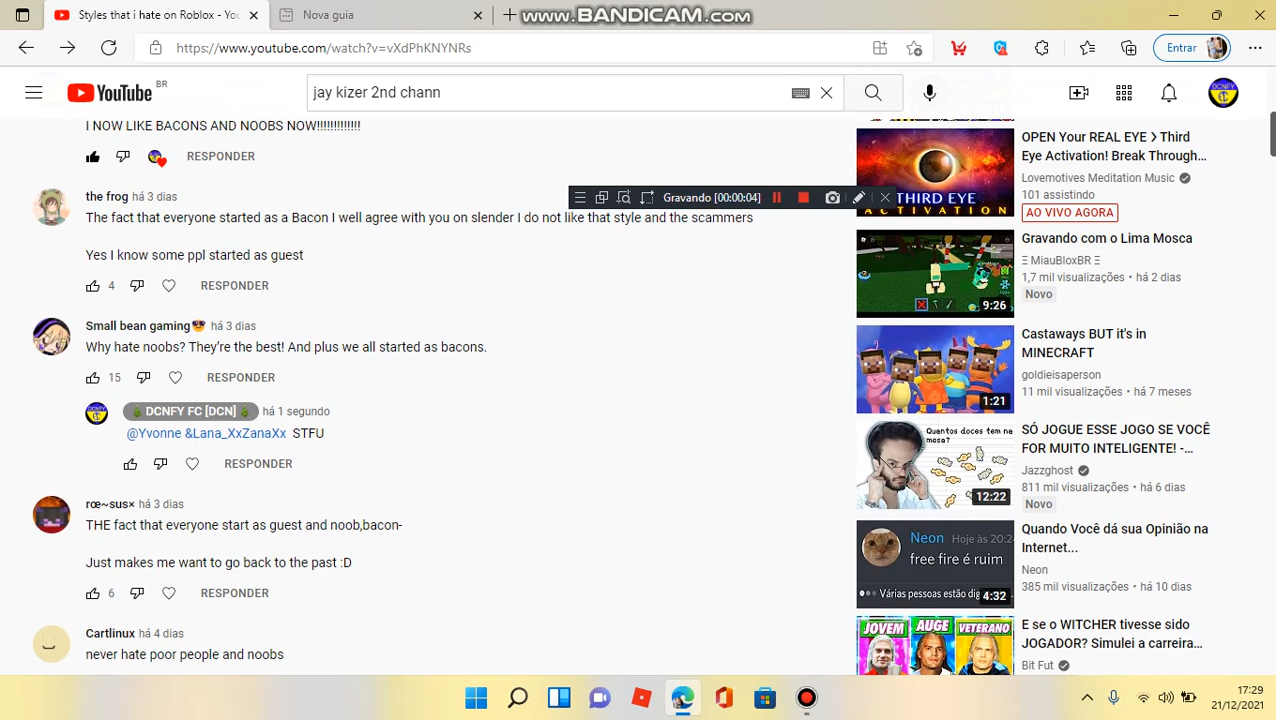 Styles that i hate on Roblox - You
Nova guia
www.BANDICAM.com
https://www.youtube.com/watch?v=vXdPhKNYNRs
Entrar
YouTube BR
jay kizer 2nd chann
I NOW LIKE BACONS AND NOOBS NOW!!!!!!!!!!!!!
RESPONDER
the frog há 3 dias
The fact that everyone started as a Bacon I well agree with you on slender I do not like that style and the scammers
Yes I know some ppl started as guest
4 RESPONDER
Small bean gaming😎 há 3 dias
Why hate noobs? They're the best! And plus we all started as bacons.
15 RESPONDER
DCNFY FC [DCN] há 1 segundo
@Yvonne &Lana_XxZanaXx STFU
RESPONDER
rœ~sus× há 3 dias
THE fact that everyone start as guest and noob,bacon-
Just makes me want to go back to the past :D
6 RESPONDER
Cartlinux há 4 dias
never hate poor people and noobs
Gravando [00:00:04]
THIRD EYE
ACTIVATION
OPEN Your REAL EYE > Third
Eye Activation! Break Through...
Lovemotives Meditation Music
101 assistindo
AO VIVO AGORA
9:26
Gravando com o Lima Mosca
Ξ MiauBloxBR Ξ
1,7 mil visualizações • há 2 dias
Novo
1:21
Castaways BUT it's in
MINECRAFT
goldieisaperson
11 mil visualizações • há 7 meses
Quantos doces tem na
mesa?
12:22
SÓ JOGUE ESSE JOGO SE VOCÊ
FOR MUITO INTELIGENTE! -...
Jazzghost
811 mil visualizações • há 6 dias
Novo
Neon Hoje às 20:24
free fire é ruim
Várias pessoas estão dig
4:32
Quando Você dá sua Opinião na
Internet...
Neon
385 mil visualizações • há 10 dias
JOVEM AUGE VETERANO
E se o WITCHER tivesse sido
JOGADOR? Simulei a carreira...
Bit Fut
17:29
21/12/2021